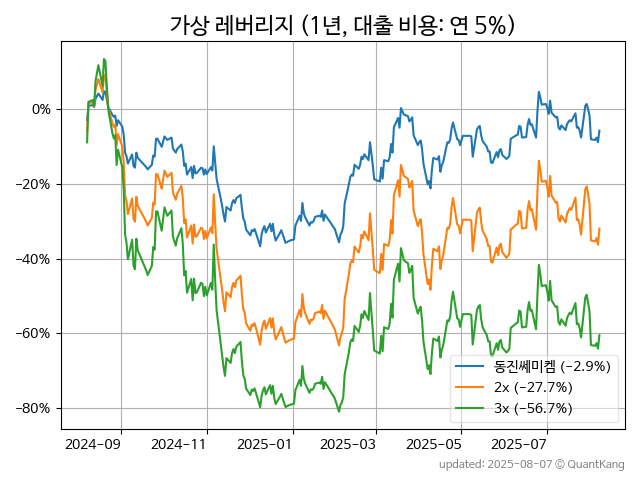 가상 레버리지 (1년, 대출 비용: 연 5%)
0%
−20%
−40%
−60%
−80%
동진쎄미켐 (−2.9%)
2x (−27.7%)
3x (−56.7%)
2024-09 2024-11 2025-01 2025-03 2025-05 2025-07
updated: 2025-08-07 © QuantKang